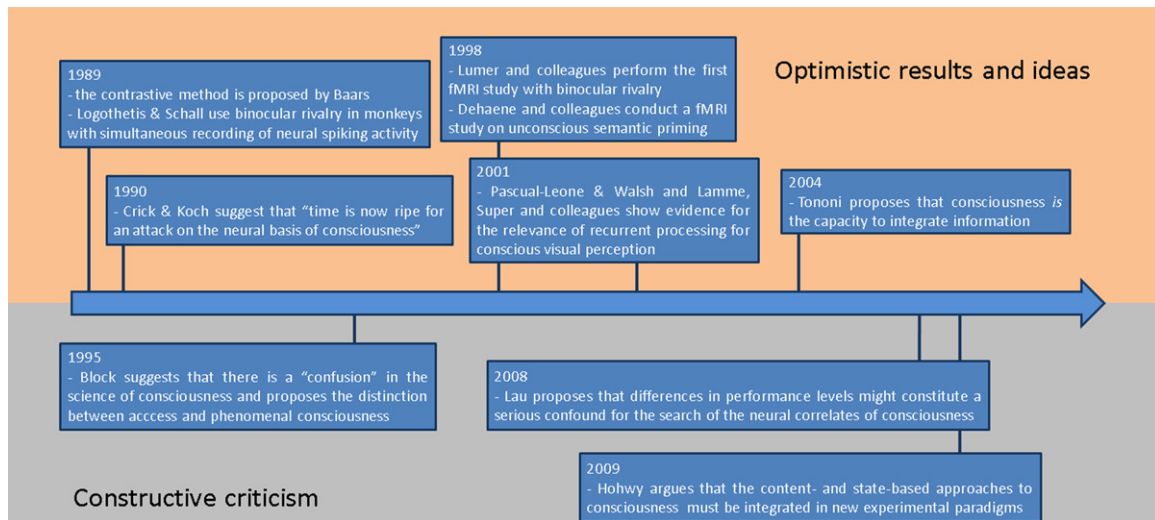 1989
- the contrastive method is proposed by Baars
- Logothetis & Schall use binocular rivalry in monkeys
with simultaneous recording of neural spiking activity
1998
- Lumer and colleagues perform the first
fMRI study with binocular rivalry
- Dehaene and colleagues conduct a fMRI
study on unconscious semantic priming
Optimistic results and ideas
1990
- Crick & Koch suggest that “time is now ripe for
an attack on the neural basis of consciousness”
2001
- Pascual-Leone & Walsh and Lamme,
Super and colleagues show evidence for
the relevance of recurrent processing for
conscious visual perception
2004
- Tononi proposes that consciousness is
the capacity to integrate information
1995
- Block suggests that there is a “confusion” in the
science of consciousness and proposes the distinction
between acccess and phenomenal consciousness
2008
- Lau proposes that differences in performance levels might constitute a
serious confound for the search of the neural correlates of consciousness
2009
- Hohwy argues that the content- and state-based approaches to
consciousness must be integrated in new experimental paradigms
Constructive criticism